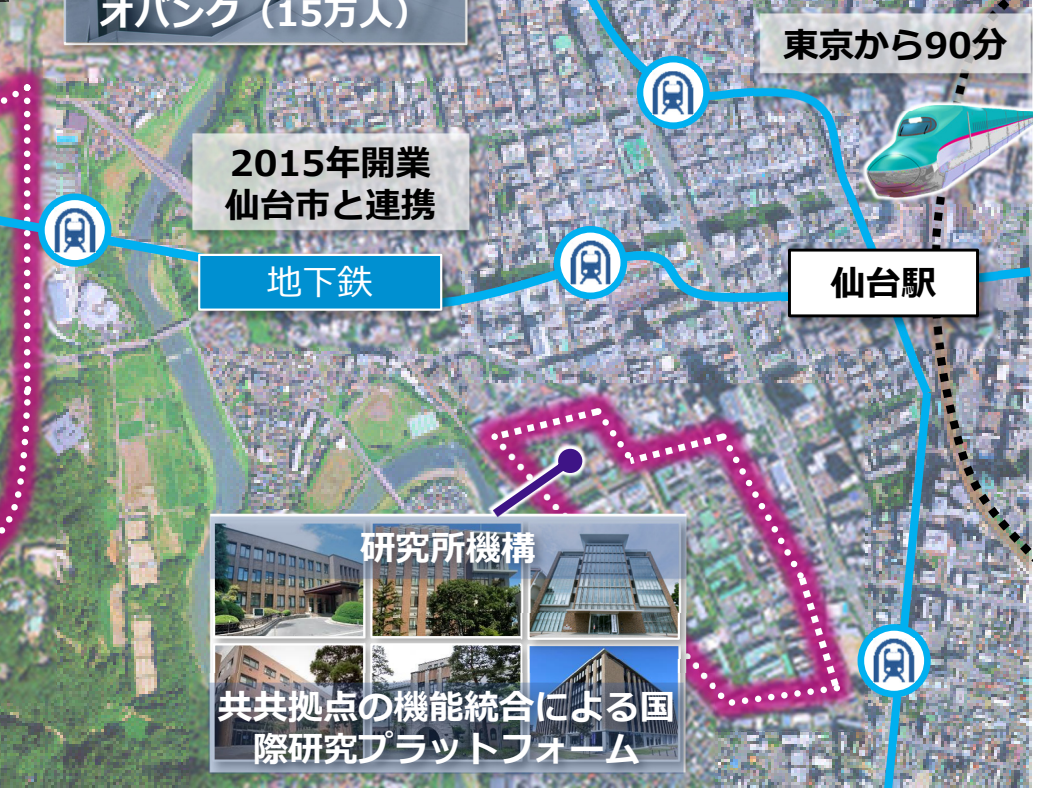 オバンク（15万人）
東京から90分
2015年開業
仙台市と連携
地下鉄
仙台駅
研究所機構
共共拠点の機能統合による国
際研究プラットフォーム